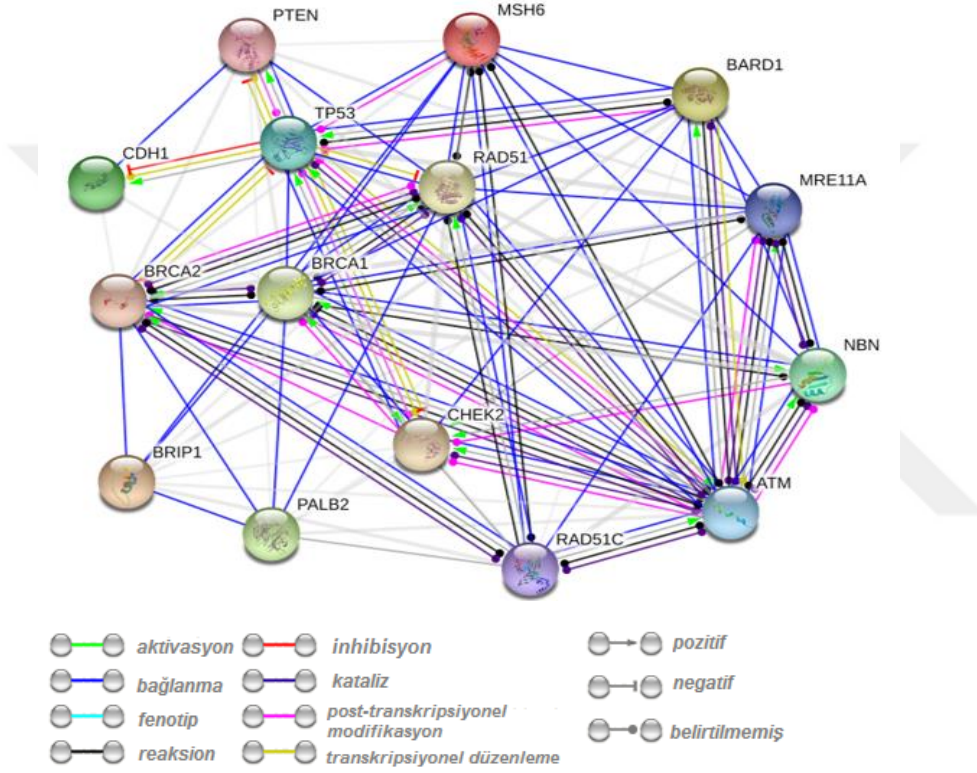 PTEN
MSH6
BARD1
TP53
CDH1
RAD51
MRE11A
BRCA2
BRCA1
NBN
CHEK2
BRIP1
ATM
PALB2
RAD51C
aktivasyon
inhibisyon
pozitif
bağlanma
kataliz
negatif
fenotip
post-transkripsiyonel
modifikasyon
belirtilmemiş
reaksion
transkripsiyonel düzenleme